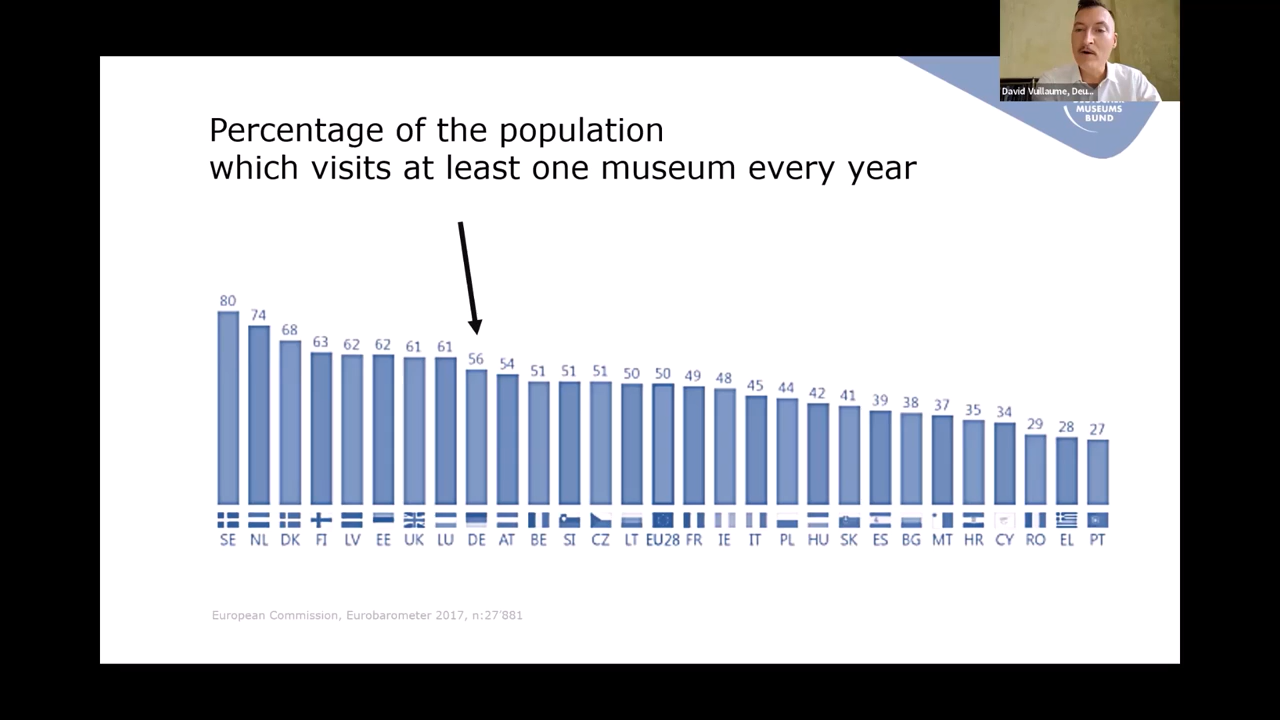 David Vuillaume, Deu...
MUSEUMS
BUND
Percentage of the population
which visits at least one museum every year
80 74 68 63 62 62 61 61 56 54 51 51 51 50 50 49 48 45 44 42 41 39 38 37 35 34 29 28 27
SE NL DK FI LV EE UK LU DE AT BE SI CZ LT EU28 FR IE IT PL HU SK ES BG MT HR CY RO EL PT
European Commission, Eurobarometer 2017, n:27'881